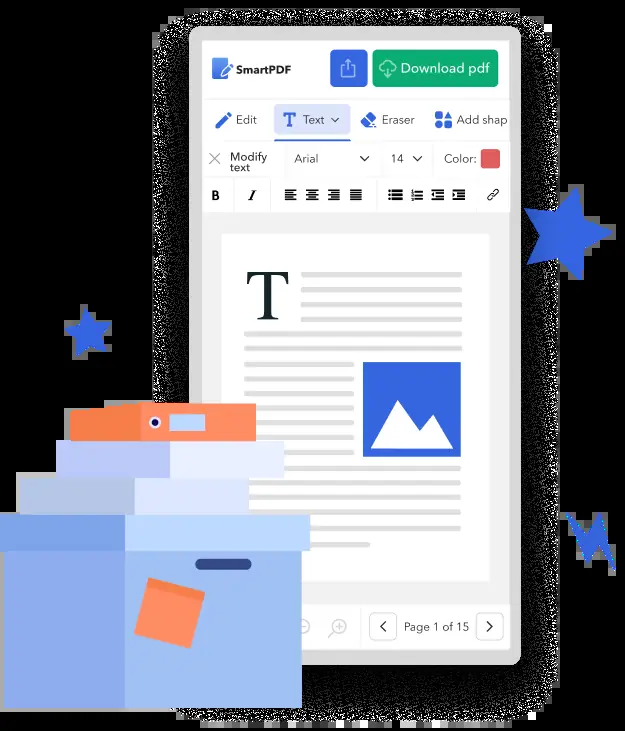 SmartPDF
Download pdf
Edit
Text
Eraser
Add shap
Modify
text
Arial
14
Color:
B
I
T
Page 1 of 15